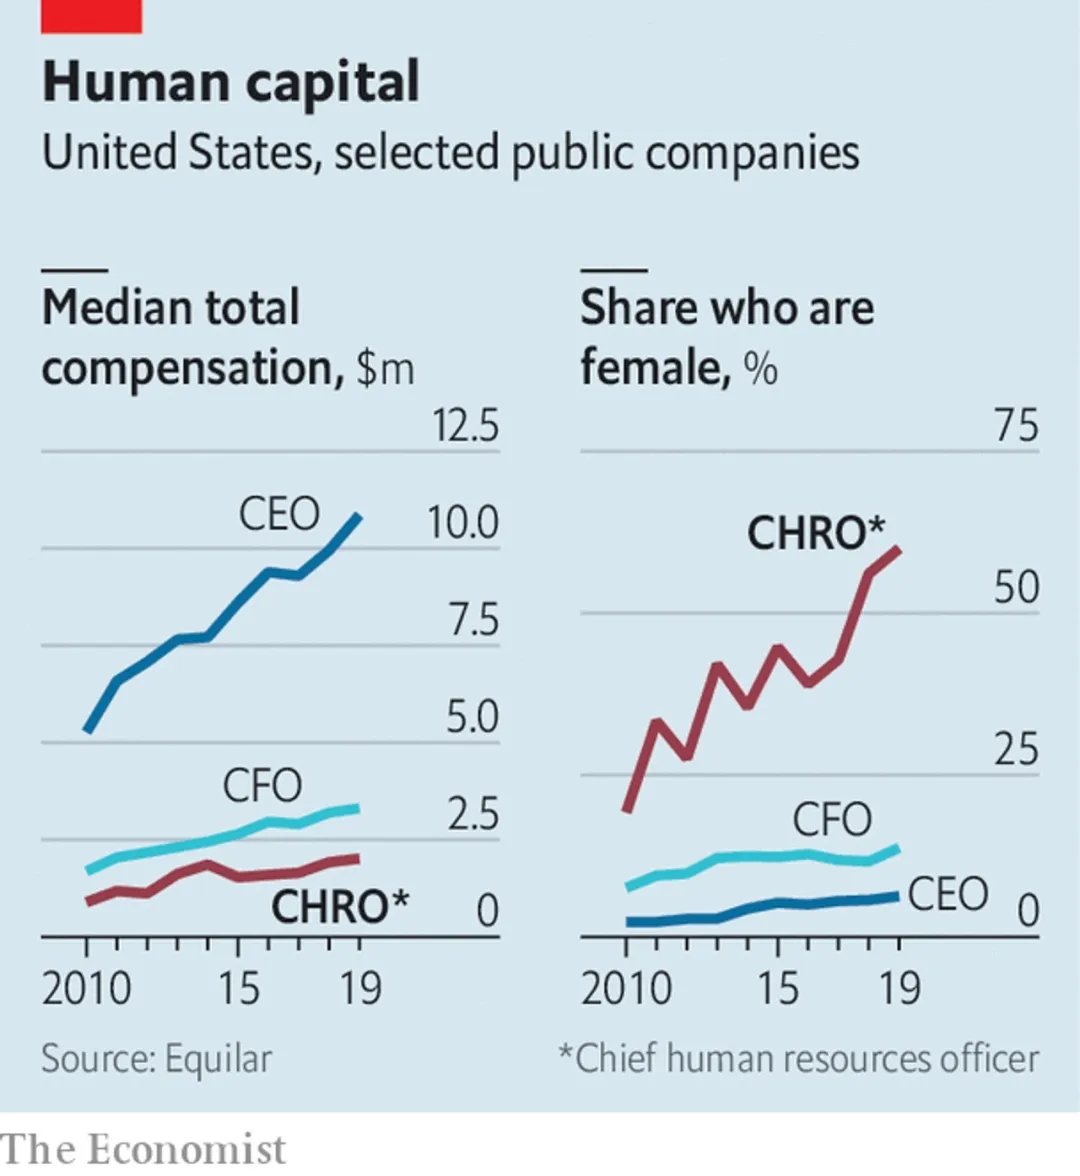 Human capital
United States, selected public companies
Median total
compensation, $m
12.5
CEO
10.0
7.5
5.0
CFO
2.5
CHRO*
0
2010
15
19
Share who are
female, %
75
CHRO*
50
25
CFO
CEO
0
2010
15
19
Source: Equilar
*Chief human resources officer
The Economist